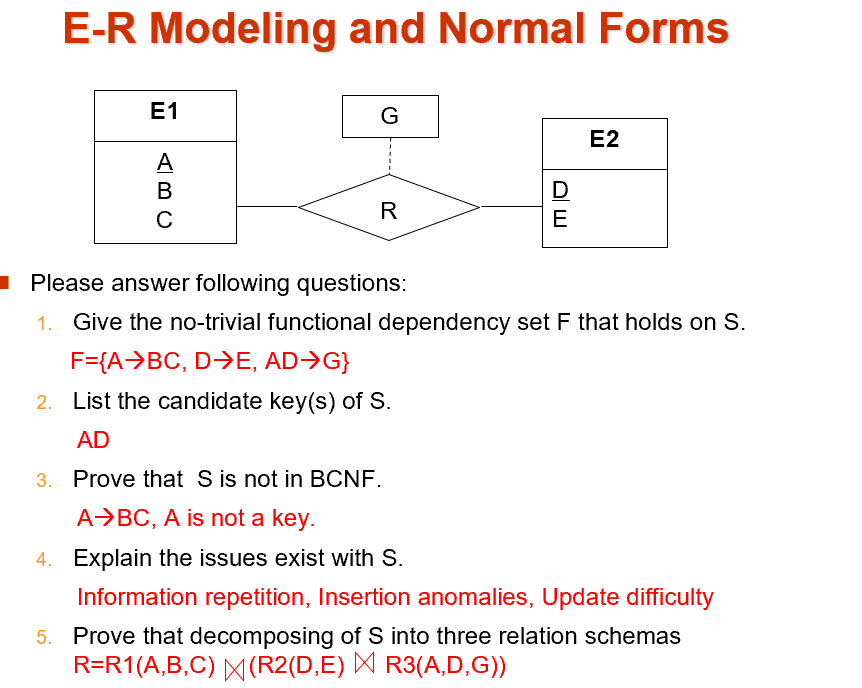 E-R Modeling and Normal Forms
E1
A
B
C
G
R
E2
D
E
Please answer following questions:
1. Give the no-trivial functional dependency set F that holds on S.
F={A→BC, D→E, AD→G}
2. List the candidate key(s) of S.
AD
3. Prove that S is not in BCNF.
A→BC, A is not a key.
4. Explain the issues exist with S.
Information repetition, Insertion anomalies, Update difficulty
5. Prove that decomposing of S into three relation schemas
R=R1(A,B,C) ⋈ (R2(D,E) ⋈ R3(A,D,G))